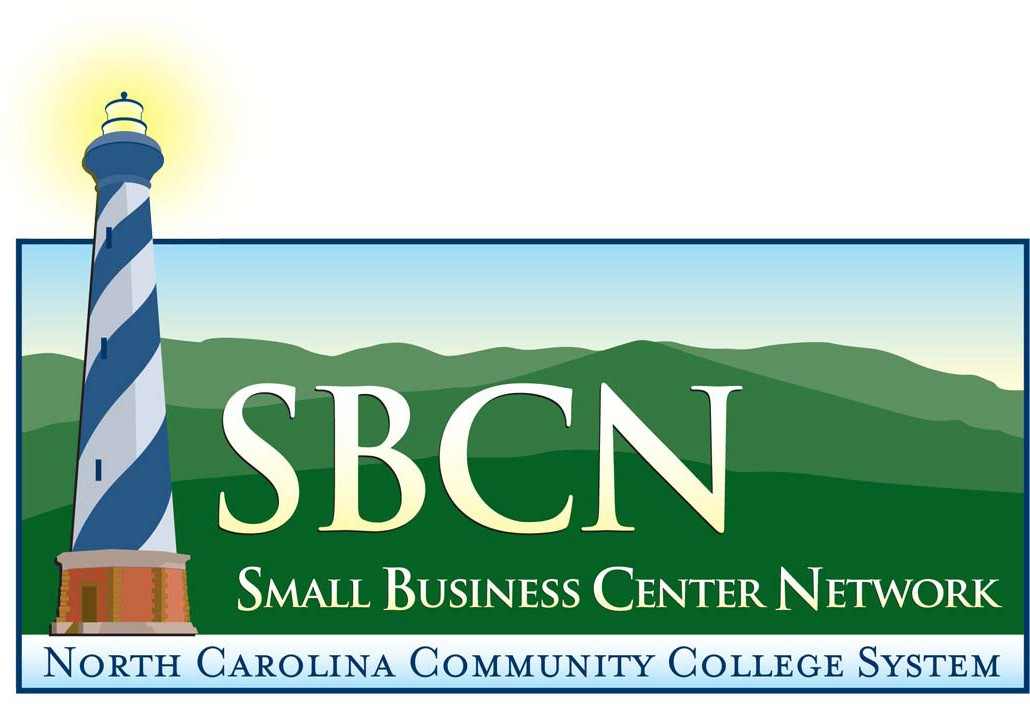 SBCN
Small Business Center Network
North Carolina Community College System